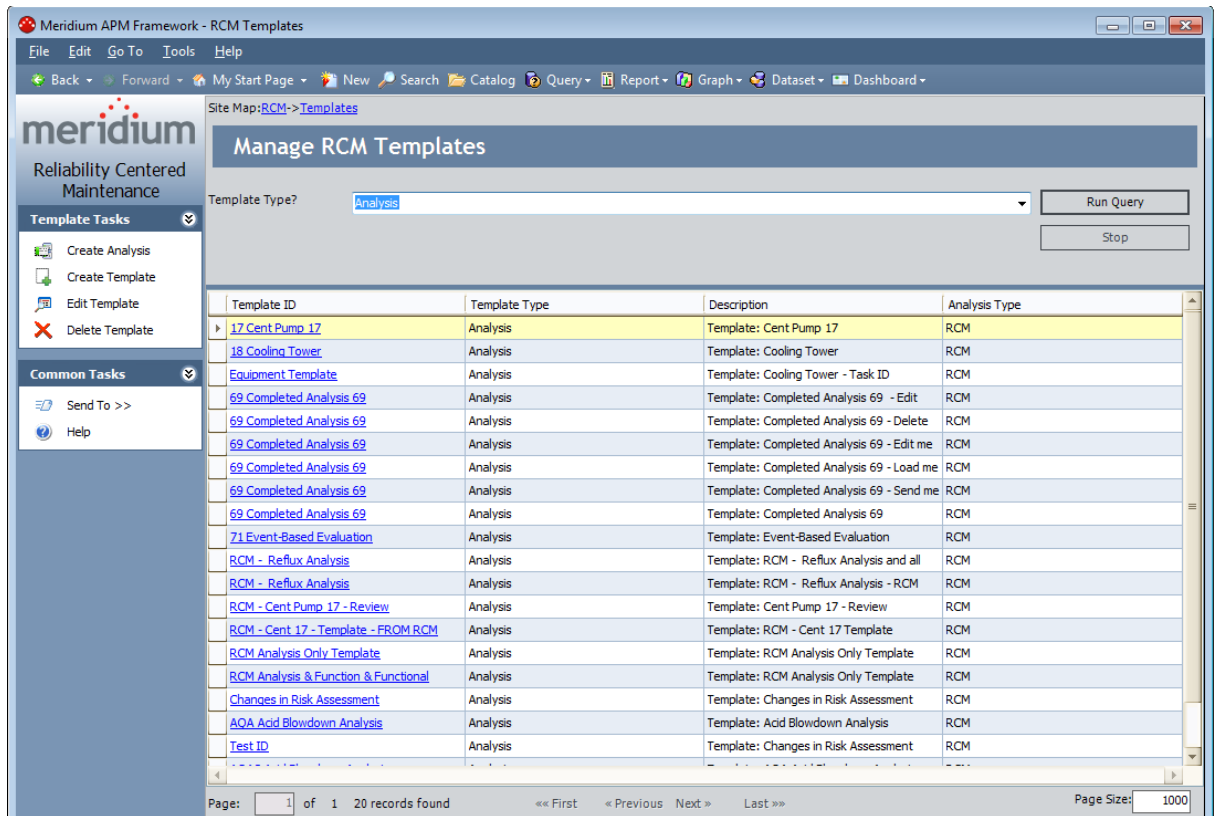 Meridium APM Framework - RCM Templates
File Edit Go To Tools Help
Back Forward My Start Page New Search Catalog Query Report Graph Dataset Dashboard
meridium
Reliability Centered
Maintenance
Template Tasks
Create Analysis
Create Template
Edit Template
Delete Template
Common Tasks
Send To >>
Help
Site Map:RCM->Templates
Manage RCM Templates
Template Type? Analysis Run Query
Stop
Template ID Template Type Description Analysis Type
17 Cent Pump 17 Analysis Template: Cent Pump 17 RCM
18 Cooling Tower Analysis Template: Cooling Tower RCM
Equipment Template Analysis Template: Cooling Tower - Task ID RCM
69 Completed Analysis 69 Analysis Template: Completed Analysis 69 - Edit RCM
69 Completed Analysis 69 Analysis Template: Completed Analysis 69 - Delete RCM
69 Completed Analysis 69 Analysis Template: Completed Analysis 69 - Edit me RCM
69 Completed Analysis 69 Analysis Template: Completed Analysis 69 - Load me RCM
69 Completed Analysis 69 Analysis Template: Completed Analysis 69 - Send me RCM
69 Completed Analysis 69 Analysis Template: Completed Analysis 69 RCM
71 Event-Based Evaluation Analysis Template: Event-Based Evaluation RCM
RCM - Reflux Analysis Analysis Template: RCM - Reflux Analysis and all RCM
RCM - Reflux Analysis Analysis Template: RCM - Reflux Analysis - RCM RCM
RCM - Cent Pump 17 - Review Analysis Template: Cent Pump 17 - Review RCM
RCM - Cent 17 - Template - FROM RCM Analysis Template: RCM - Cent 17 Template RCM
RCM Analysis Only Template Analysis Template: RCM Analysis Only Template RCM
RCM Analysis & Function & Functional Analysis Template: RCM Analysis Only Template RCM
Changes in Risk Assessment Analysis Template: Changes in Risk Assessment RCM
AQA Acid Blowdown Analysis Analysis Template: Acid Blowdown Analysis RCM
Test ID Analysis Template: Changes in Risk Assessment RCM
Page: 1 of 1 20 records found «« First « Previous Next » Last »» Page Size: 1000